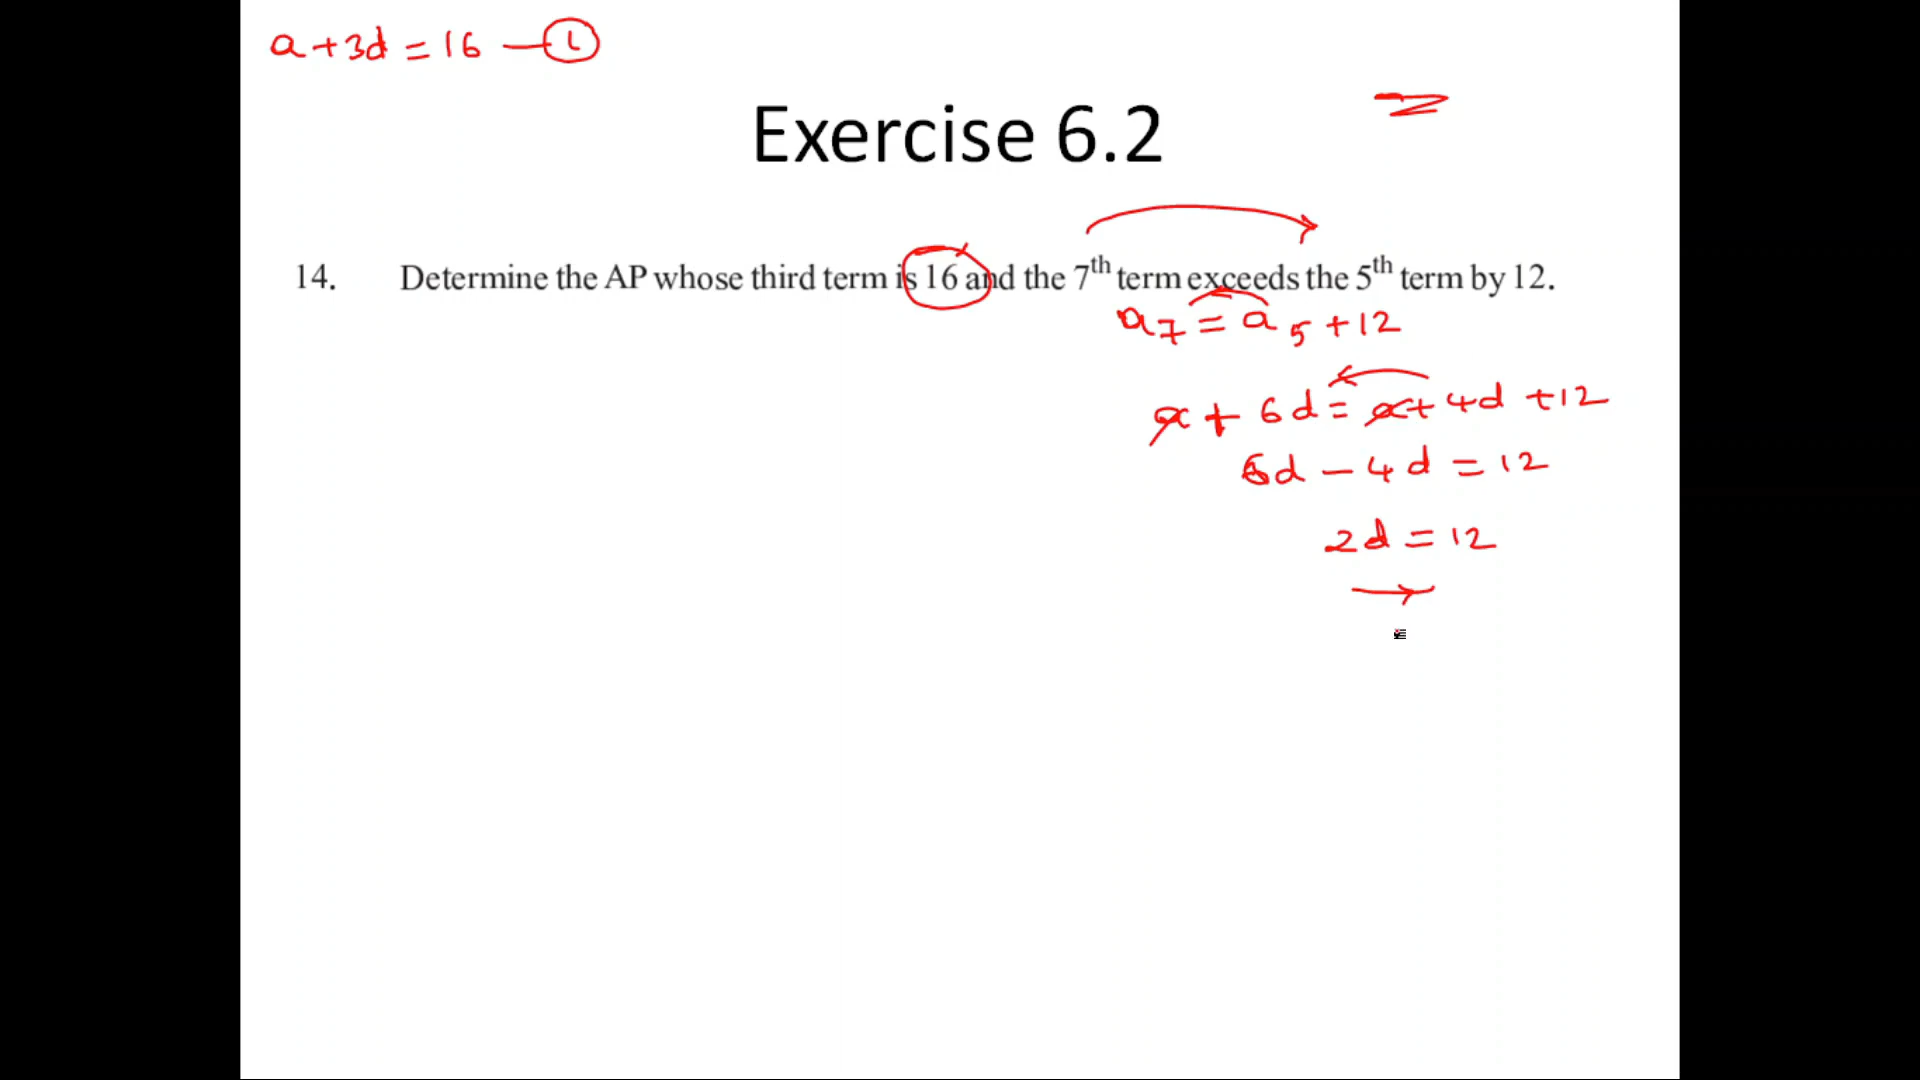 a + 3d = 16 — 1
Exercise 6.2
14. Determine the AP whose third term is 16 and the 7th term exceeds the 5th term by 12.
a7 = a5 + 12
a + 6d = a + 4d + 12
6d - 4d = 12
2d = 12